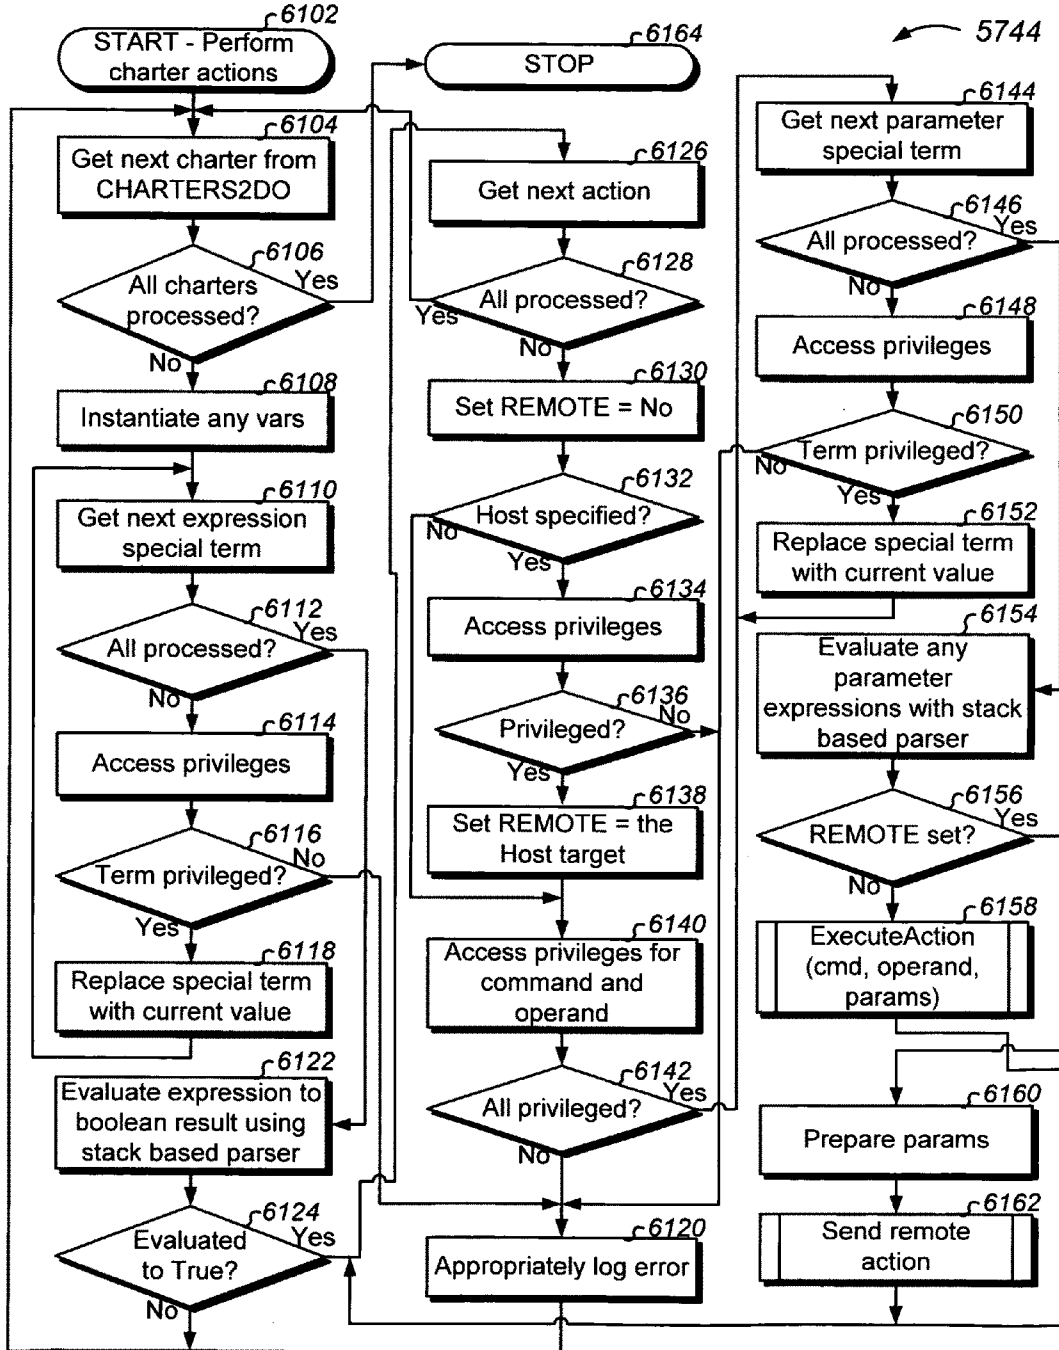 6102
START - Perform
charter actions
6104
Get next charter from
CHARTERS2DO
6106
All charters
processed?
Yes
No
6108
Instantiate any vars
6110
Get next expression
special term
6112
All processed?
Yes
No
6114
Access privileges
6116
Term privileged?
No
Yes
6118
Replace special term
with current value
6122
Evaluate expression to
boolean result using
stack based parser
6124
Evaluated
to True?
Yes
No
6164
STOP
6126
Get next action
6128
All processed?
Yes
No
6130
Set REMOTE = No
6132
Host specified?
No
Yes
6134
Access privileges
6136
Privileged?
No
Yes
6138
Set REMOTE = the
Host target
6140
Access privileges for
command and
operand
6142
All privileged?
Yes
No
6120
Appropriately log error
5744
6144
Get next parameter
special term
6146
All processed?
Yes
No
6148
Access privileges
6150
Term privileged?
No
Yes
6152
Replace special term
with current value
6154
Evaluate any
parameter
expressions with stack
based parser
6156
REMOTE set?
Yes
No
6158
ExecuteAction
(cmd, operand,
params)
6160
Prepare params
6162
Send remote
action